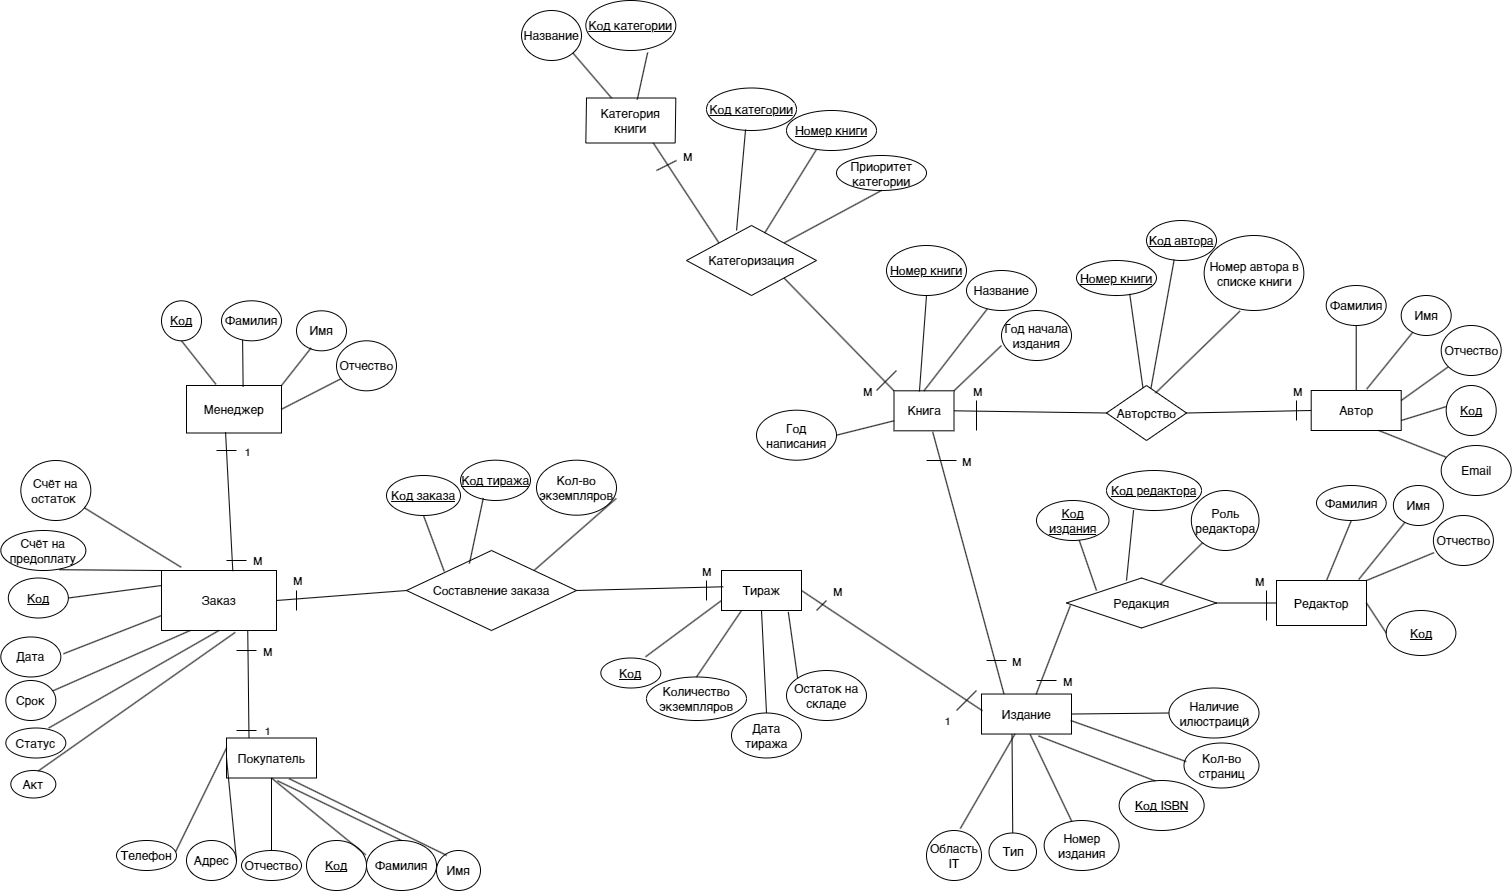 Название
Код категории
Категория
книги
М
Код категории
Номер книги
Приоритет
категории
Категоризация
М
Номер книги
Название
Год начала
издания
Год
написания
Книга
М
Номер книги
Код автора
Номер автора в
списке книги
Авторство
М
Фамилия
Имя
Отчество
Код
Email
Автор
Код
Фамилия
Имя
Отчество
Менеджер
1
М
Счёт на
остаток
Счёт на
предоплату
Код
Дата
Срок
Статус
Акт
Заказ
М
М
1
Покупатель
Телефон
Адрес
Отчество
Код
Фамилия
Имя
Код заказа
Код тиража
Кол-во
экземпляров
Составление заказа
М
Тираж
Код
Количество
экземпляров
Дата
тиража
Остаток на
складе
М
1
М
М
Код
издания
Код редактора
Роль
редактора
Редакция
М
М
Фамилия
Имя
Отчество
Код
Редактор
Издание
Наличие
илюстраицй
Кол-во
страниц
Код ISBN
Номер
издания
Тип
Область
IT